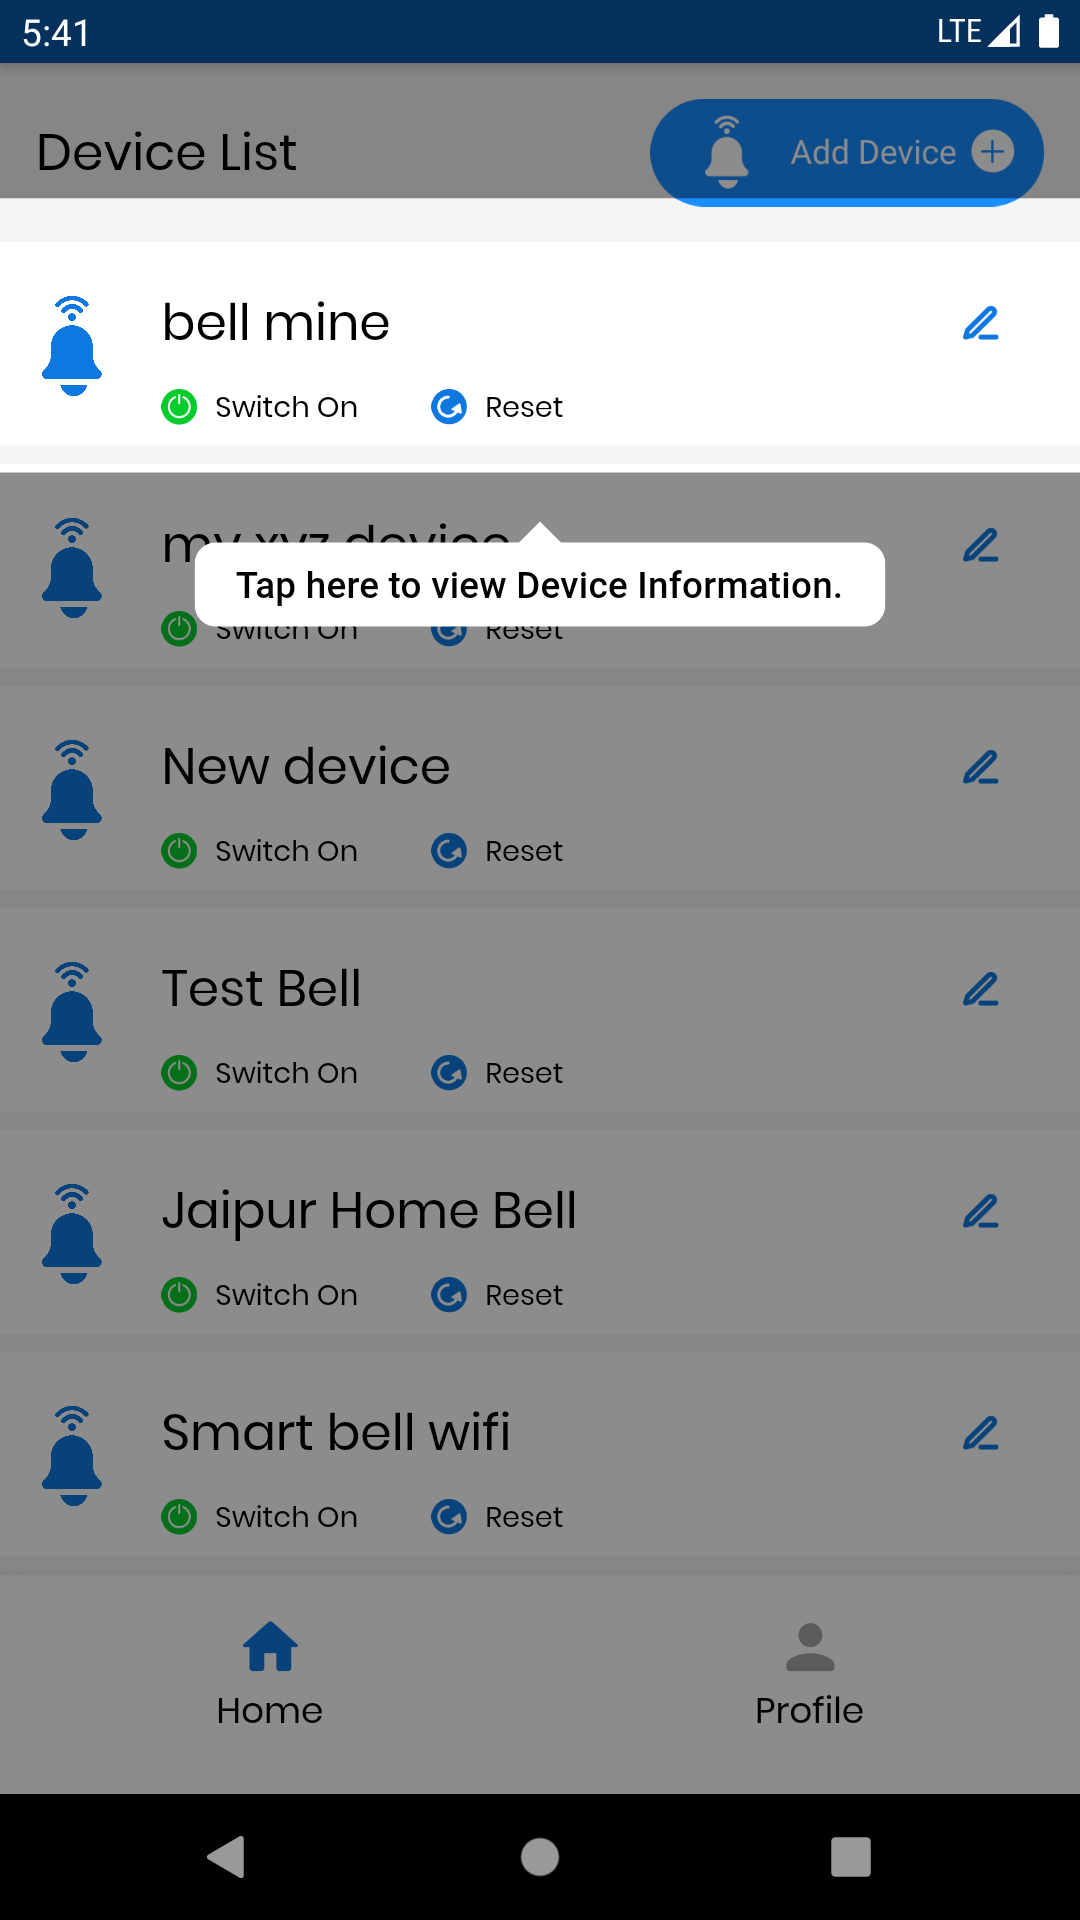 5:41
LTE
Device List
Add Device
bell mine
Switch On Reset
my xyz device
Tap here to view Device Information.
Switch On Reset
New device
Switch On Reset
Test Bell
Switch On Reset
Jaipur Home Bell
Switch On Reset
Smart bell wifi
Switch On Reset
Home
Profile